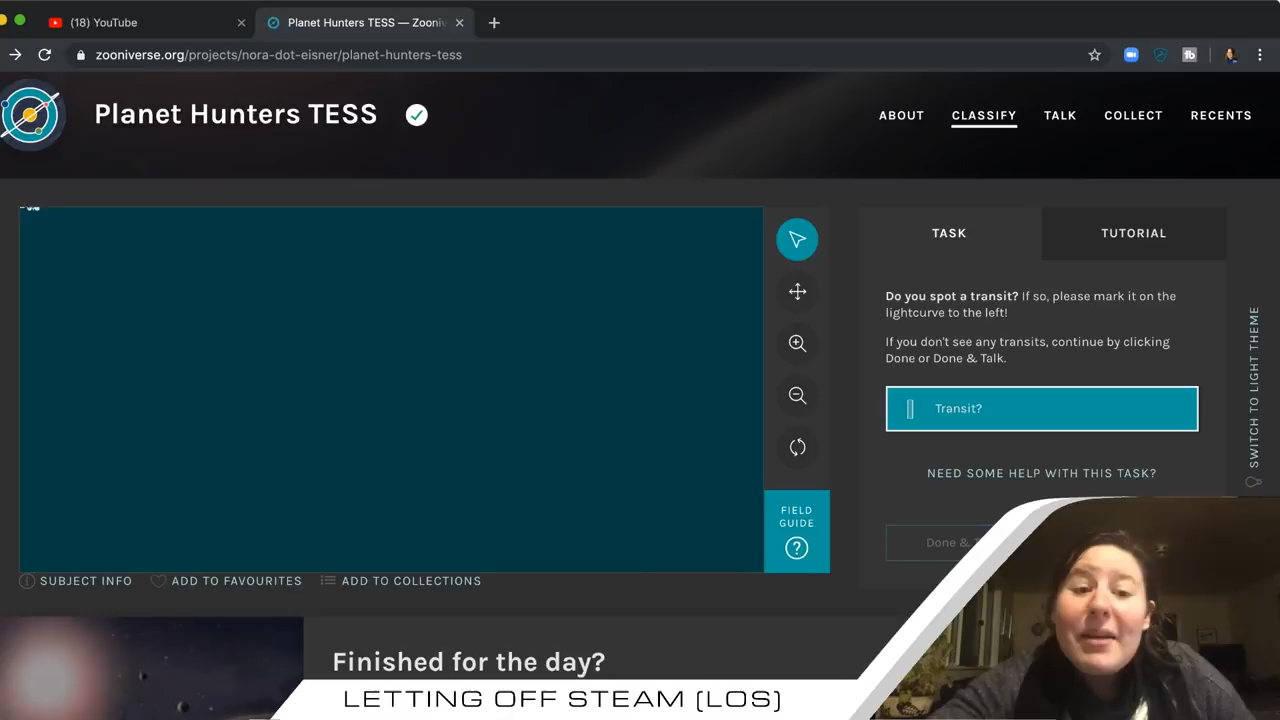 (18) YouTube
Planet Hunters TESS — Zooniv
zooniverse.org/projects/nora-dot-eisner/planet-hunters-tess
Planet Hunters TESS
ABOUT CLASSIFY TALK COLLECT RECENTS
TASK TUTORIAL
Do you spot a transit? If so, please mark it on the
lightcurve to the left!
If you don't see any transits, continue by clicking
Done or Done & Talk.
Transit?
NEED SOME HELP WITH THIS TASK?
Done &
SWITCH TO LIGHT THEME
FIELD
GUIDE
SUBJECT INFO ADD TO FAVOURITES ADD TO COLLECTIONS
Finished for the day?
LETTING OFF STEAM (LOS)